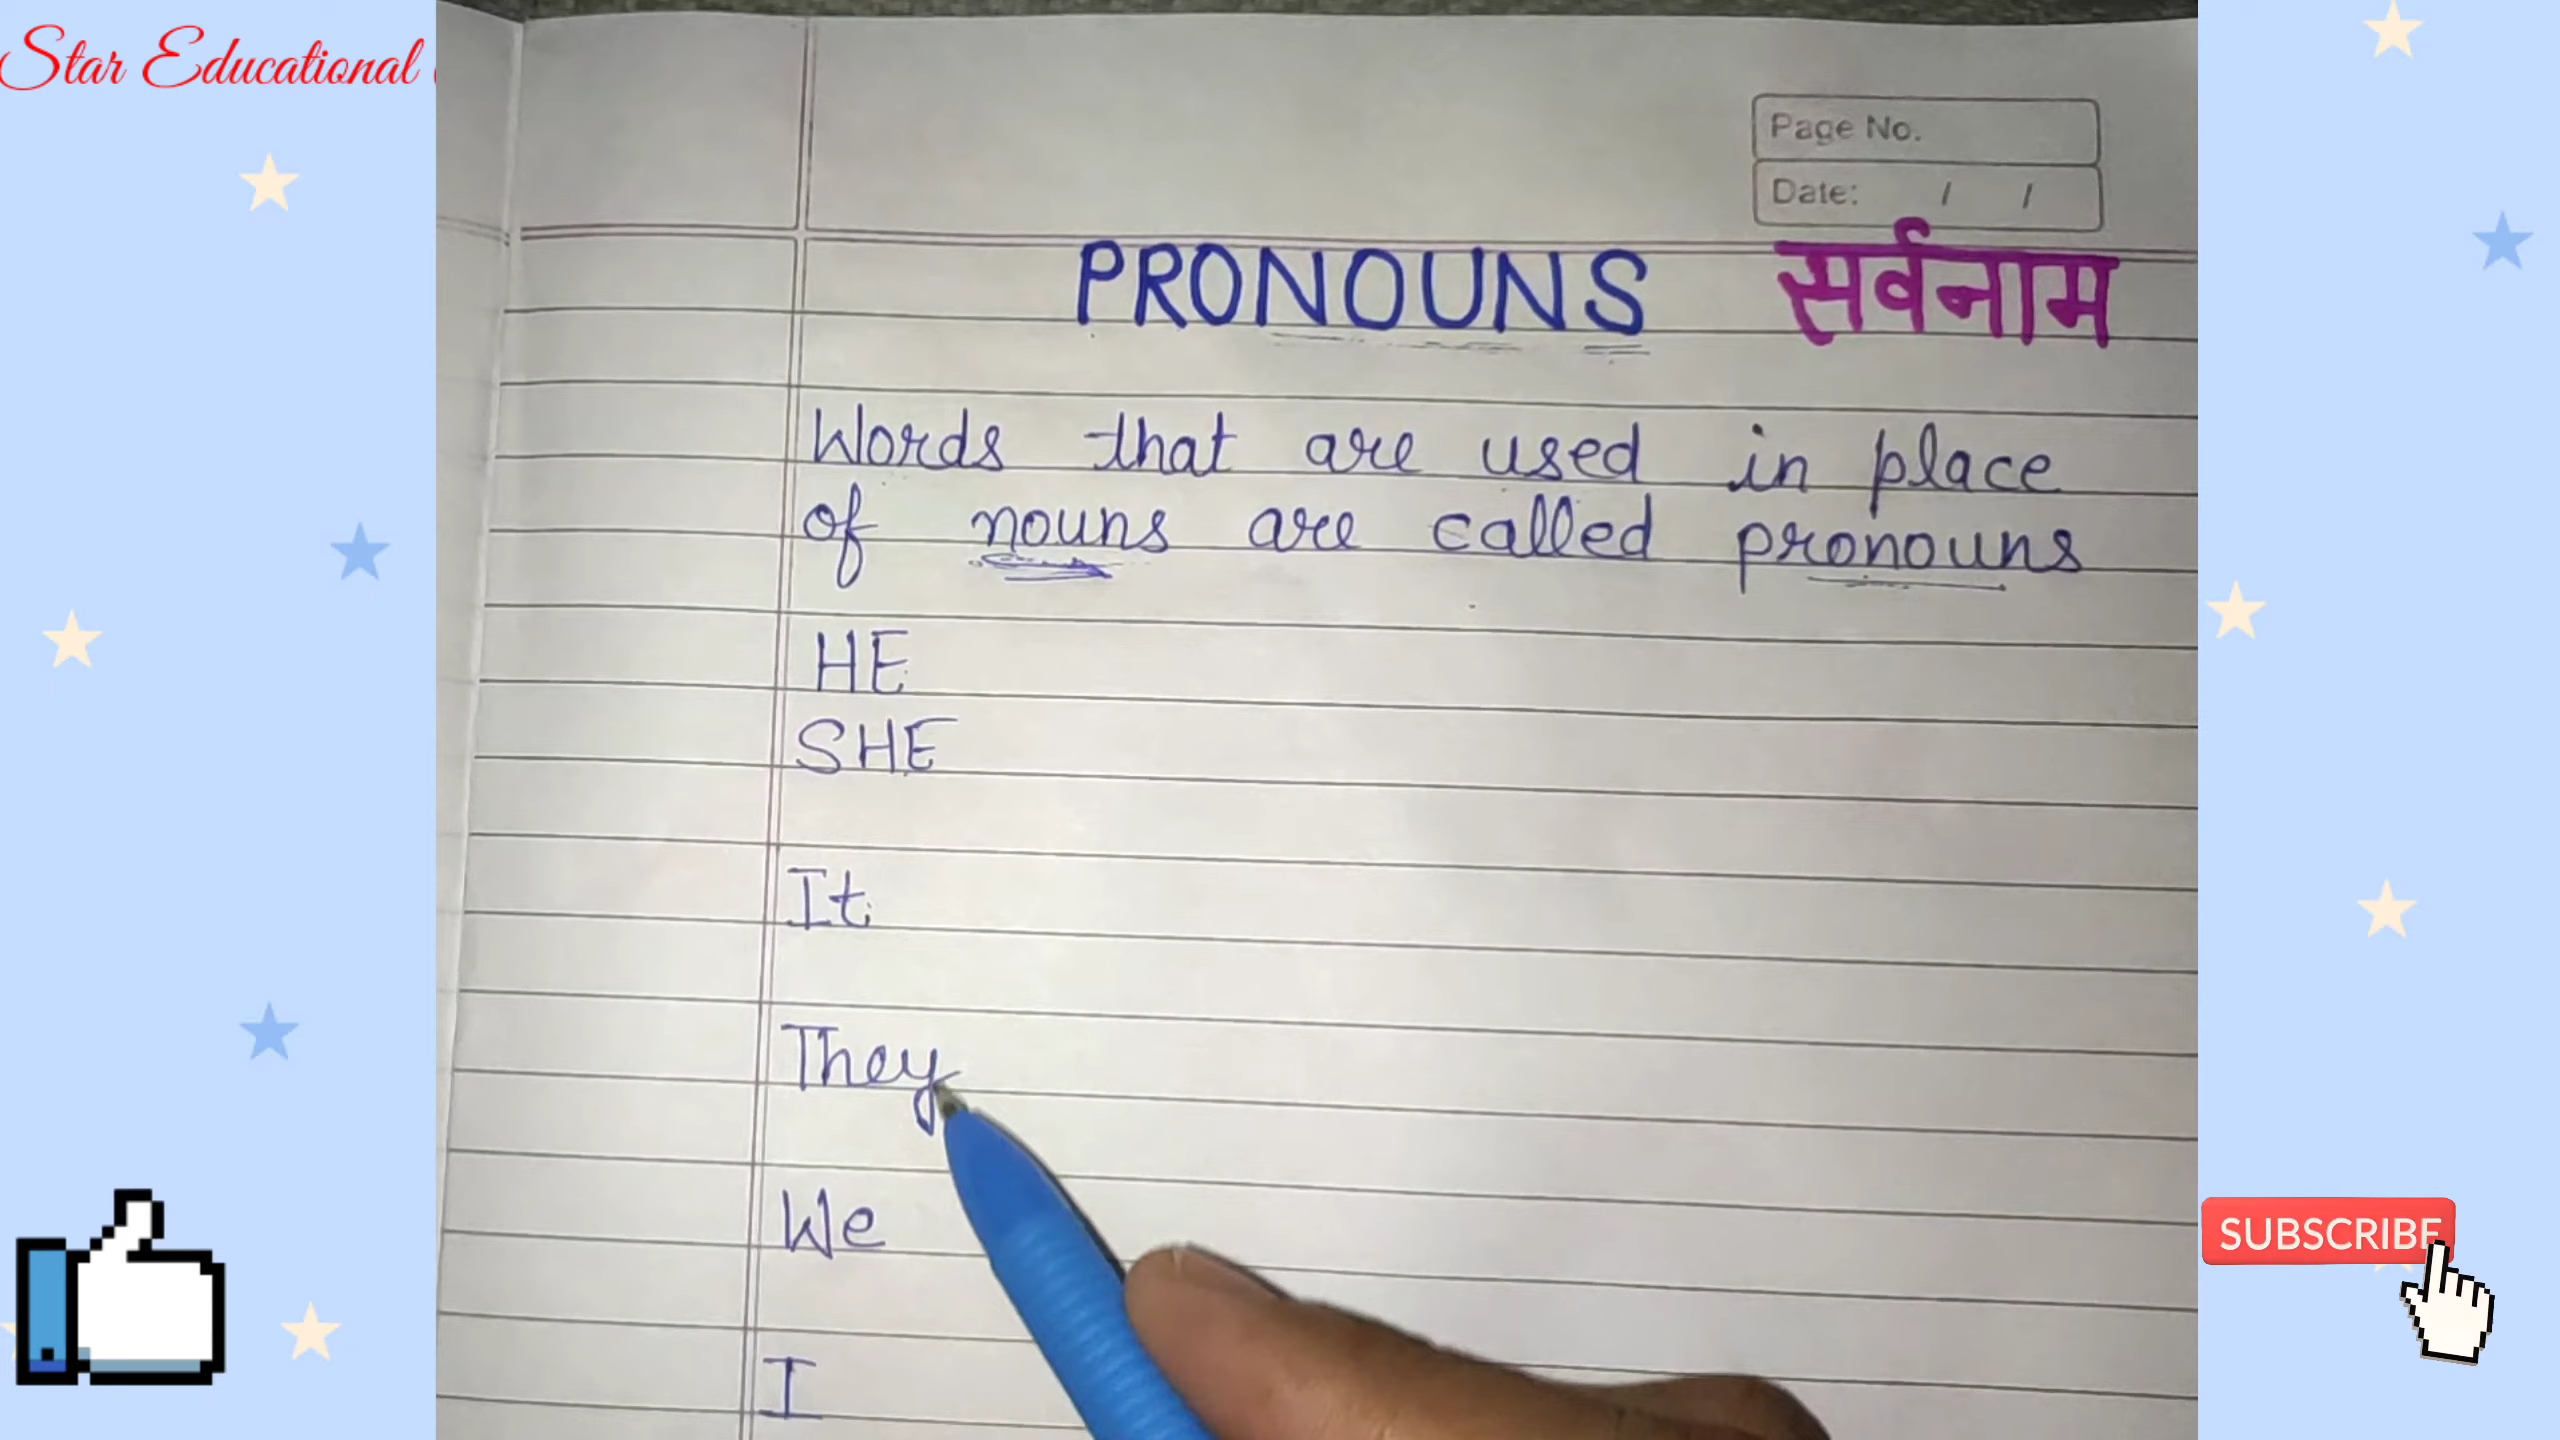 Star Educational
Page No.
Date: / /
PRONOUNS सर्वनाम
Words that are used in place
of nouns are called pronouns
HE
SHE
It
They
We
I
SUBSCRIBE